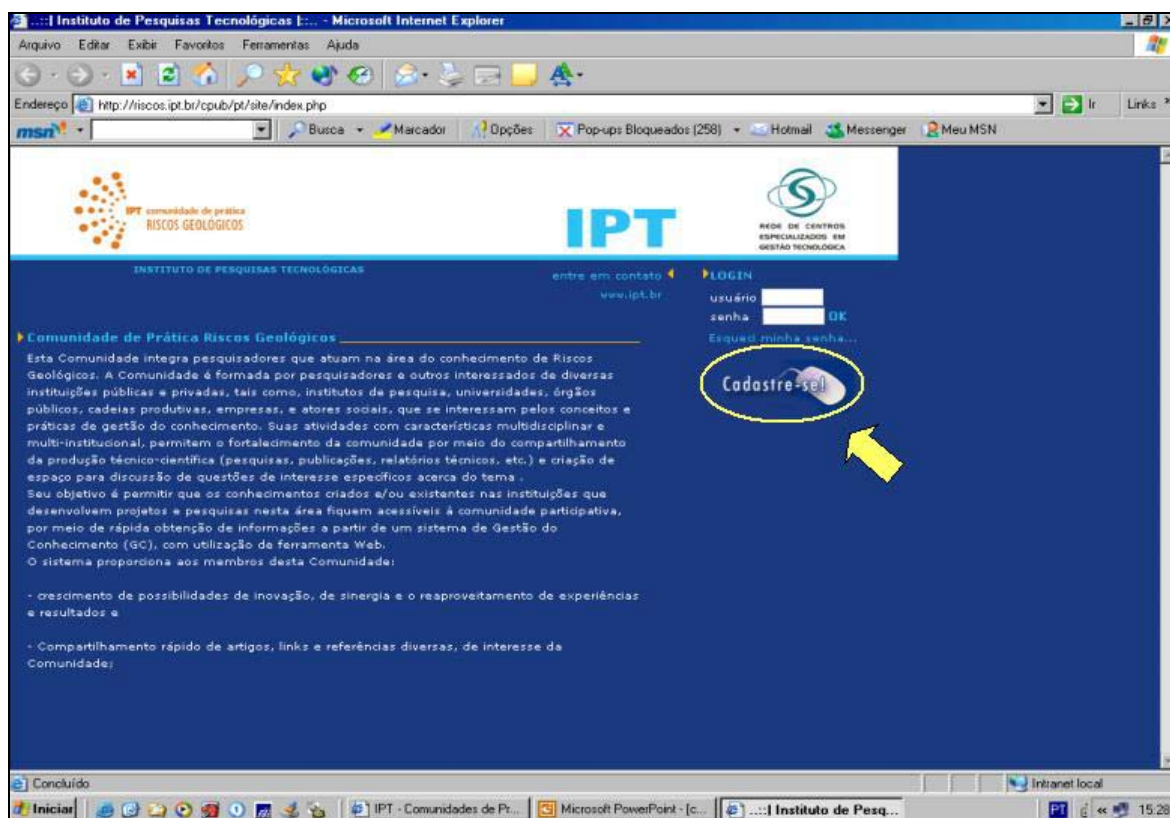 ..::| Instituto de Pesquisas Tecnológicas |::... - Microsoft Internet Explorer
Arquivo Editar Exibir Favoritos Ferramentas Ajuda
Endereço http://riscos.ipt.br/cpub/pt/site/index.php Ir Links
msn Busca Marcador Opções Pop-ups Bloqueados (258) Hotmail Messenger Meu MSN
IPT comunidade de prática
RISCOS GEOLÓGICOS
IPT
REDE DE CENTROS
ESPECIALIZADOS EM
GESTÃO TECNOLÓGICA
INSTITUTO DE PESQUISAS TECNOLÓGICAS
entre em contato
www.ipt.br
LOGIN
usuário
senha OK
Esqueci minha senha...
Cadastre-se!
Comunidade de Prática Riscos Geológicos
Esta Comunidade integra pesquisadores que atuam na área do conhecimento de Riscos
Geológicos. A Comunidade é formada por pesquisadores e outros interessados de diversas
instituições públicas e privadas, tais como, institutos de pesquisa, universidades, órgãos
públicos, cadeias produtivas, empresas, e atores sociais, que se interessam pelos conceitos e
práticas de gestão do conhecimento. Suas atividades com características multidisciplinar e
multi-institucional, permitem o fortalecimento da comunidade por meio do compartilhamento
da produção técnico-científica (pesquisas, publicações, relatórios técnicos, etc.) e criação de
espaço para discussão de questões de interesse específicos acerca do tema .
Seu objetivo é permitir que os conhecimentos criados e/ou existentes nas instituições que
desenvolvem projetos e pesquisas nesta área fiquem acessíveis à comunidade participativa,
por meio de rápida obtenção de informações a partir de um sistema de Gestão do
Conhecimento (GC), com utilização de ferramenta Web.
O sistema proporciona aos membros desta Comunidade:
- crescimento de possibilidades de inovação, de sinergia e o reaproveitamento de experiências
e resultados e
- Compartilhamento rápido de artigos, links e referências diversas, de interesse da
Comunidade;
Concluído Intranet local
Iniciar IPT - Comunidades de Pr... Microsoft PowerPoint - [c... ..::| Instituto de Pesq... PT 15:28